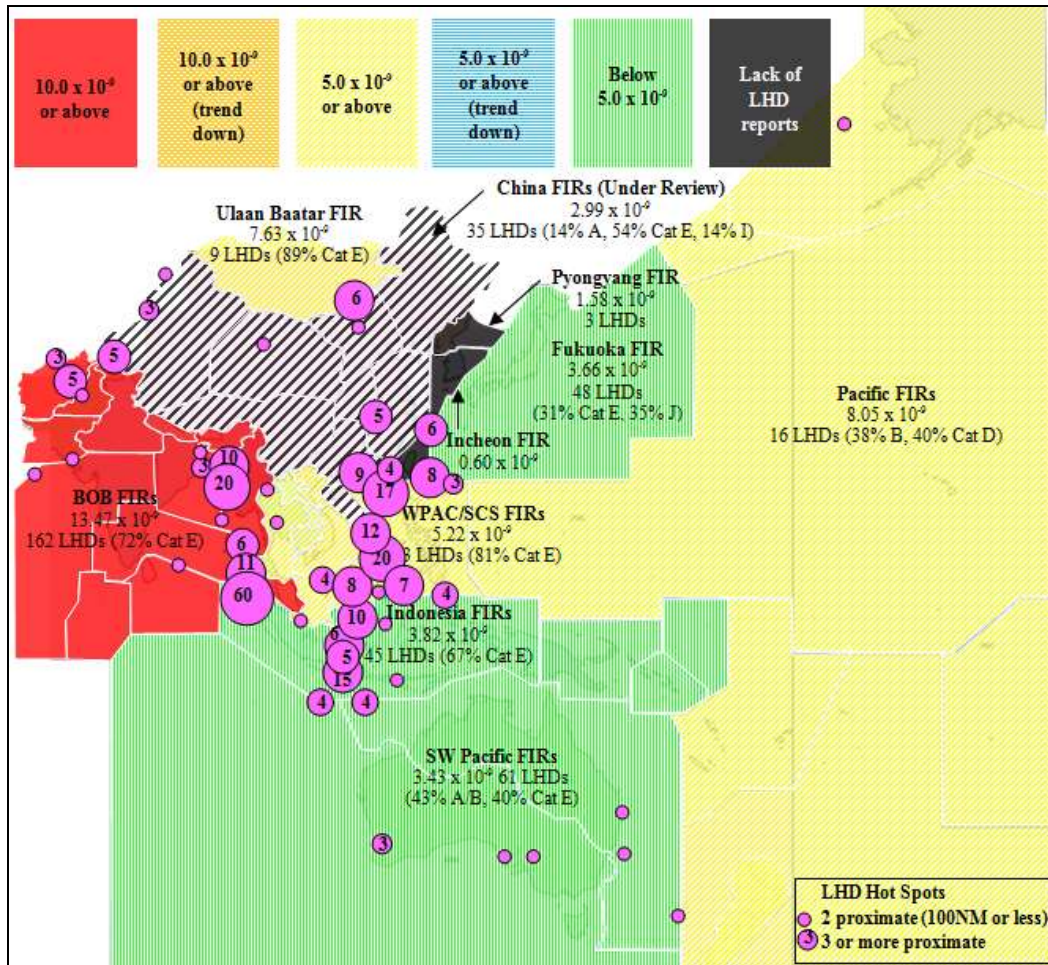 10.0 x 10⁻⁹
or above
10.0 x 10⁻⁹
or above
(trend
down)
5.0 x 10⁻⁹
or above
5.0 x 10⁻⁹
or above
(trend
down)
Below
5.0 x 10⁻⁹
Lack of
LHD
reports
China FIRs (Under Review)
2.99 x 10⁻⁹
35 LHDs (14% A, 54% Cat E, 14% I)
Ulaan Baatar FIR
7.63 x 10⁻⁹
9 LHDs (89% Cat E)
Pyongyang FIR
1.58 x 10⁻⁹
3 LHDs
Fukuoka FIR
3.66 x 10⁻⁹
48 LHDs
(31% Cat E, 35% J)
Pacific FIRs
8.05 x 10⁻⁹
16 LHDs (38% B, 40% Cat D)
Incheon FIR
0.60 x 10⁻⁹
BOB FIRs
13.47 x 10⁻⁹
162 LHDs (72% Cat E)
WPAC/SCS FIRs
5.22 x 10⁻⁹
3 LHDs (81% Cat E)
Indonesia FIRs
3.82 x 10⁻⁹
45 LHDs (67% Cat E)
SW Pacific FIRs
3.43 x 10⁻⁹ 61 LHDs
(43% A/B, 40% Cat E)
6
3
3
5
5
5
6
10
3
20
9
4
17
8
3
12
20
6
11
60
4
8
7
4
10
6
5
15
4
4
3
LHD Hot Spots
2 proximate (100NM or less)
3
3 or more proximate